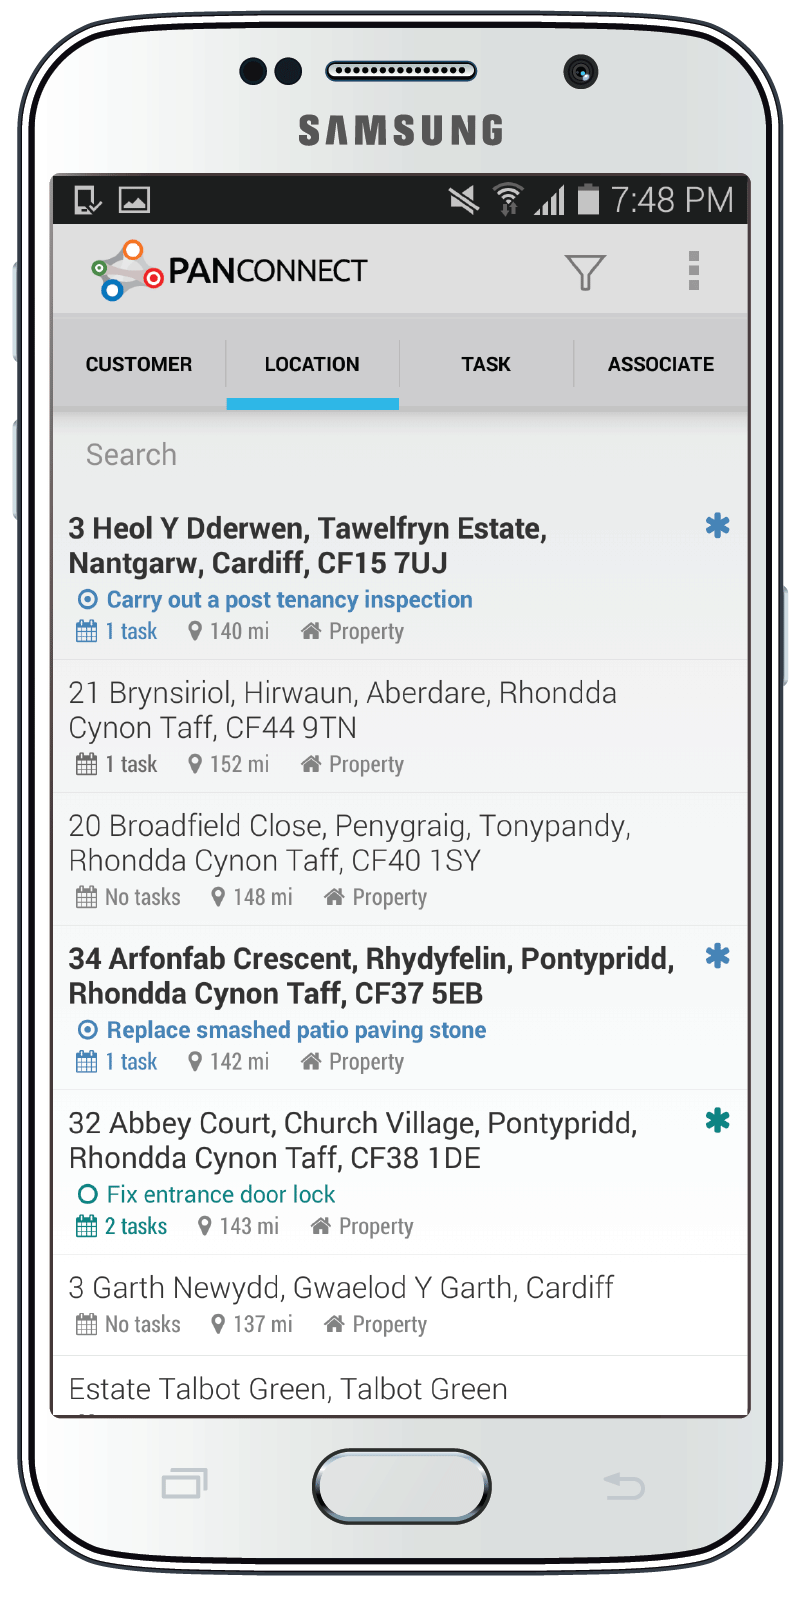 SAMSUNG
7:48 PM
PANCONNECT
CUSTOMER LOCATION TASK ASSOCIATE
Search
3 Heol Y Dderwen, Tawelfryn Estate,
Nantgarw, Cardiff, CF15 7UJ
Carry out a post tenancy inspection
1 task 140 mi Property
21 Brynsiriol, Hirwaun, Aberdare, Rhondda
Cynon Taff, CF44 9TN
1 task 152 mi Property
20 Broadfield Close, Penygraig, Tonypandy,
Rhondda Cynon Taff, CF40 1SY
No tasks 148 mi Property
34 Arfonfab Crescent, Rhydyfelin, Pontypridd,
Rhondda Cynon Taff, CF37 5EB
Replace smashed patio paving stone
1 task 142 mi Property
32 Abbey Court, Church Village, Pontypridd,
Rhondda Cynon Taff, CF38 1DE
Fix entrance door lock
2 tasks 143 mi Property
3 Garth Newydd, Gwaelod Y Garth, Cardiff
No tasks 137 mi Property
Estate Talbot Green, Talbot Green